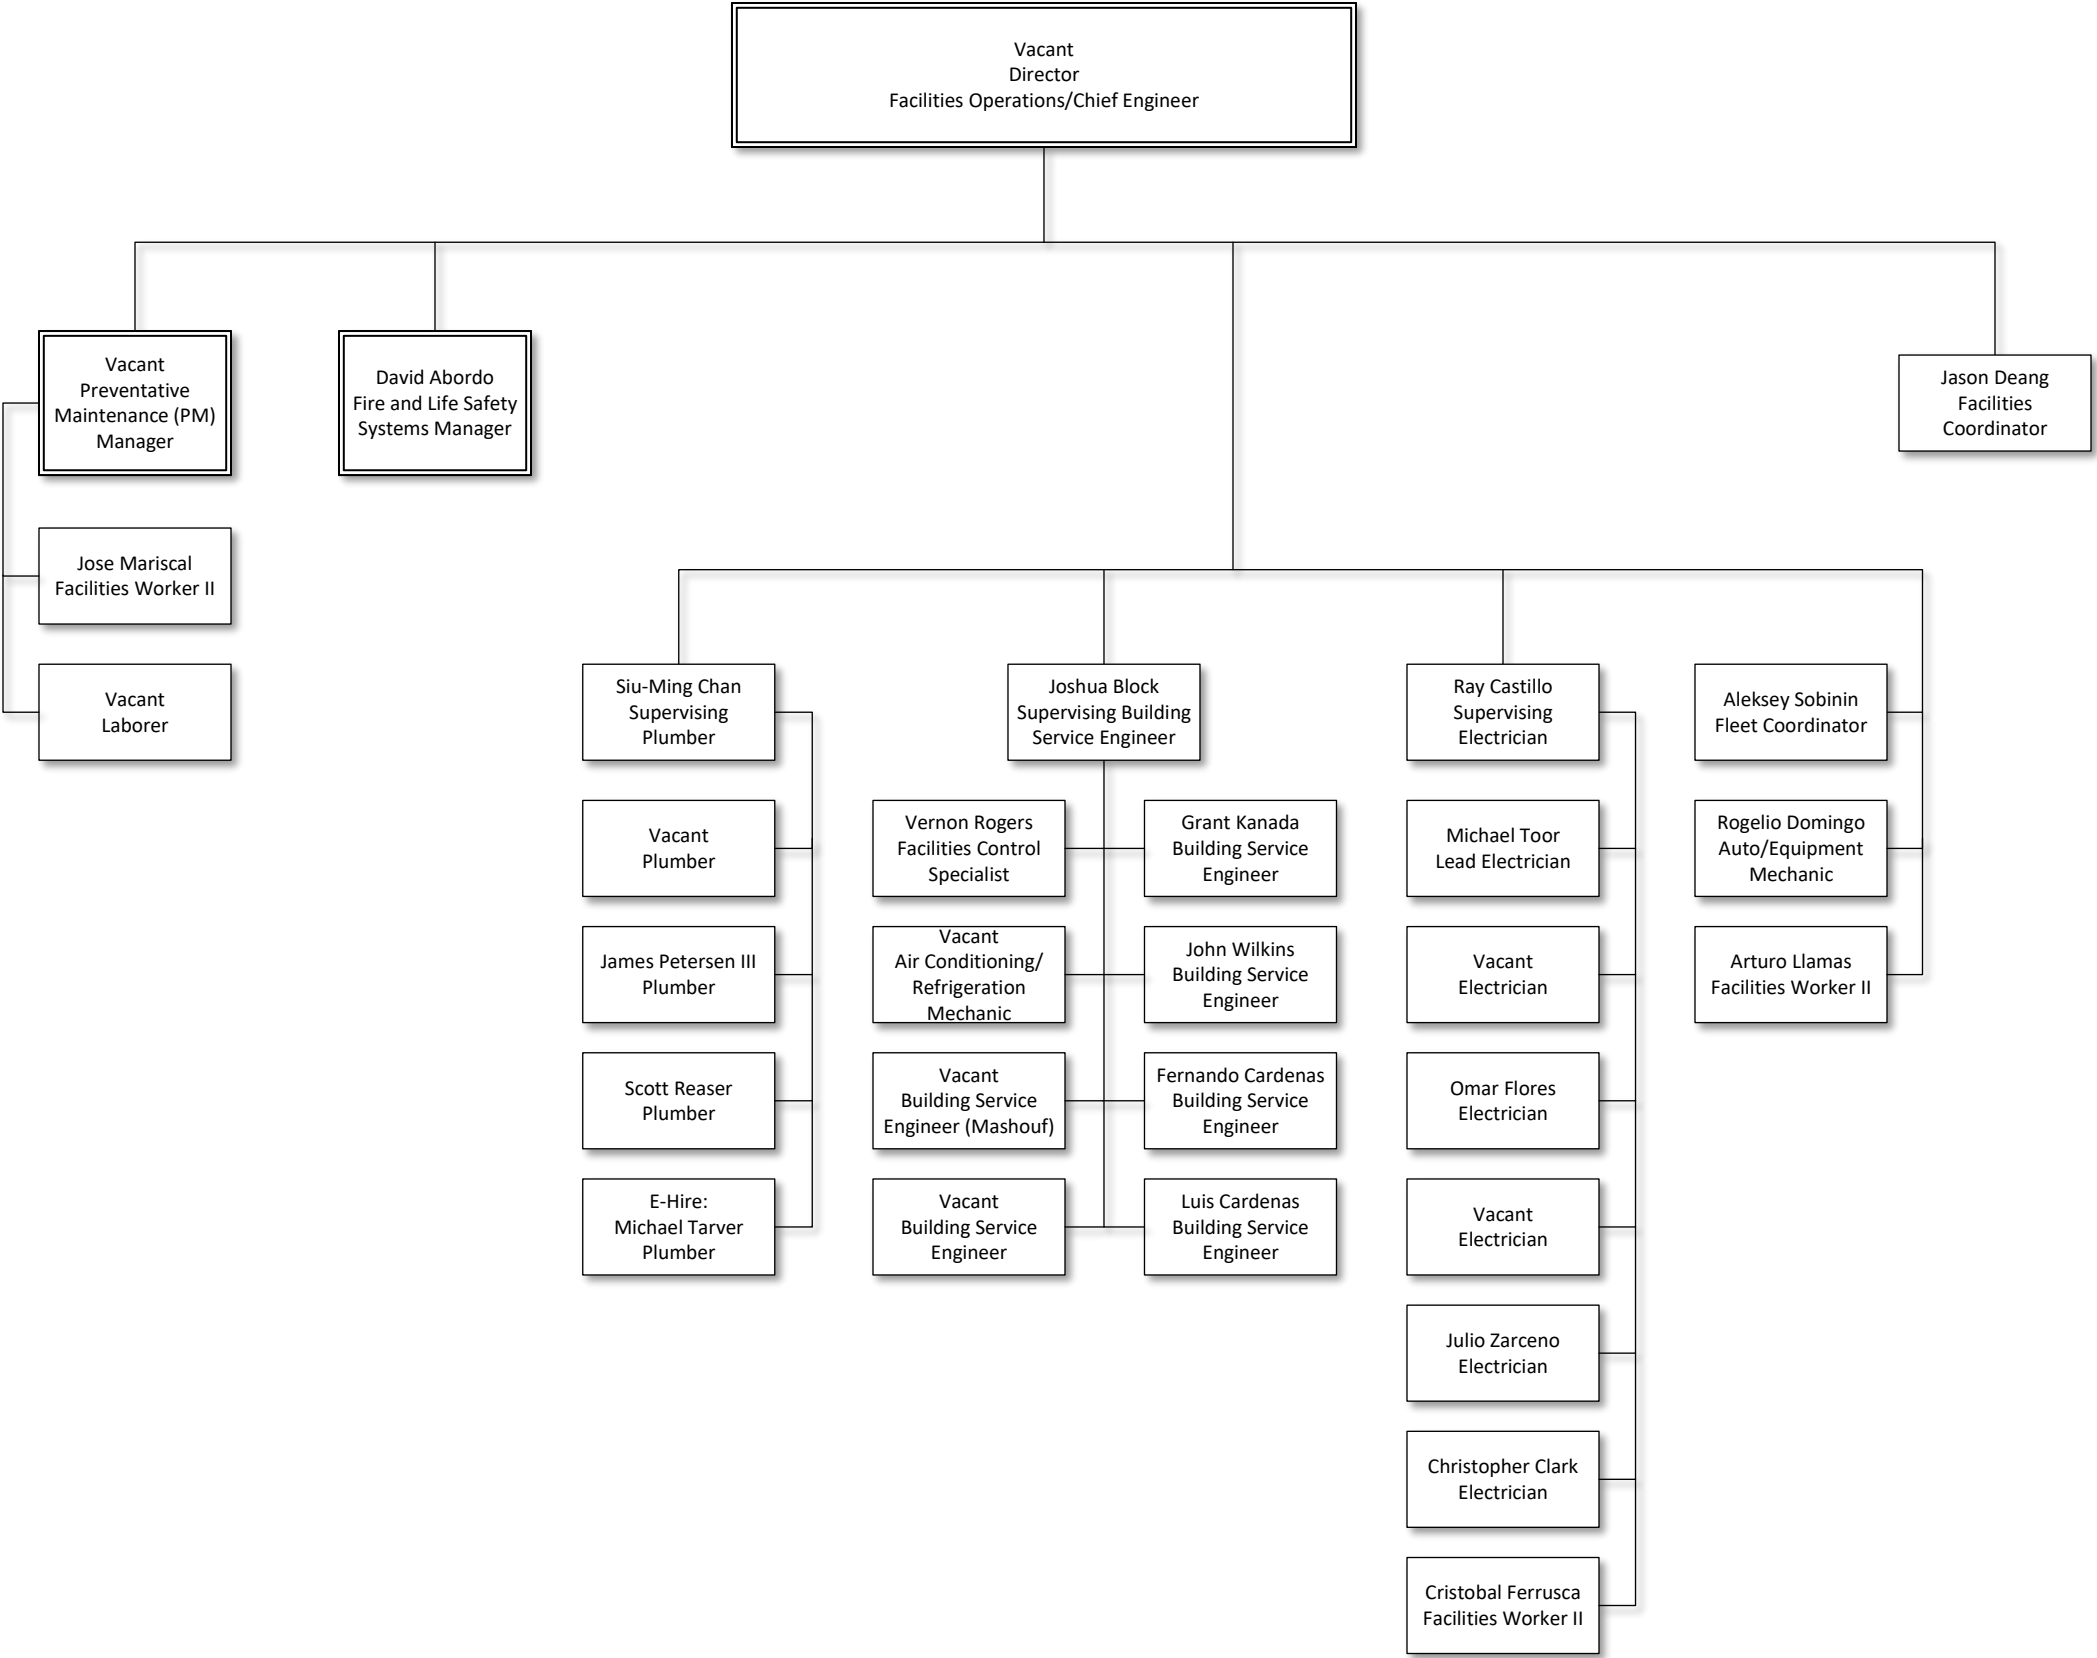 Vacant
Director
Facilities Operations/Chief Engineer
Vacant
Preventative
Maintenance (PM)
Manager
David Abordo
Fire and Life Safety
Systems Manager
Jason Deang
Facilities
Coordinator
Jose Mariscal
Facilities Worker II
Vacant
Laborer
Siu-Ming Chan
Supervising
Plumber
Vacant
Plumber
James Petersen III
Plumber
Scott Reaser
Plumber
E-Hire:
Michael Tarver
Plumber
Joshua Block
Supervising Building
Service Engineer
Vernon Rogers
Facilities Control
Specialist
Vacant
Air Conditioning/
Refrigeration
Mechanic
Vacant
Building Service
Engineer (Mashouf)
Vacant
Building Service
Engineer
Grant Kanada
Building Service
Engineer
John Wilkins
Building Service
Engineer
Fernando Cardenas
Building Service
Engineer
Luis Cardenas
Building Service
Engineer
Ray Castillo
Supervising
Electrician
Michael Toor
Lead Electrician
Vacant
Electrician
Omar Flores
Electrician
Vacant
Electrician
Julio Zarceno
Electrician
Christopher Clark
Electrician
Cristobal Ferrusca
Facilities Worker II
Aleksey Sobinin
Fleet Coordinator
Rogelio Domingo
Auto/Equipment
Mechanic
Arturo Llamas
Facilities Worker II